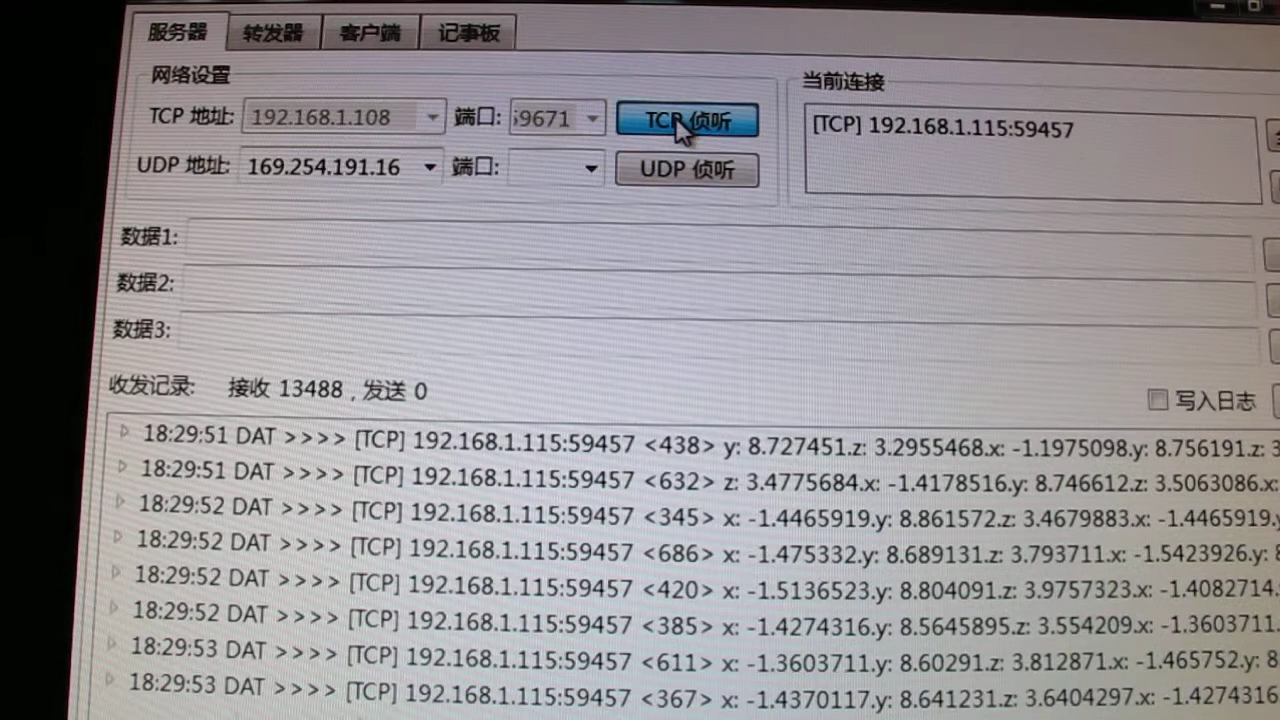 服务器 转发器 客户端 记事板
网络设置
TCP 地址: 192.168.1.108 端口: 9671 TCP 侦听
UDP 地址: 169.254.191.16 端口: UDP 侦听
当前连接
[TCP] 192.168.1.115:59457
数据1:
数据2:
数据3:
收发记录: 接收 13488 , 发送 0
写入日志
18:29:51 DAT >>>> [TCP] 192.168.1.115:59457 <438> y: 8.727451.z: 3.2955468.x: -1.1975098.y: 8.756191.z: 3
18:29:51 DAT >>>> [TCP] 192.168.1.115:59457 <632> z: 3.4775684.x: -1.4178516.y: 8.746612.z: 3.5063086.x:
18:29:52 DAT >>>> [TCP] 192.168.1.115:59457 <345> x: -1.4465919.y: 8.861572.z: 3.4679883.x: -1.4465919.
18:29:52 DAT >>>> [TCP] 192.168.1.115:59457 <686> x: -1.475332.y: 8.689131.z: 3.793711.x: -1.5423926.y: 8
18:29:52 DAT >>>> [TCP] 192.168.1.115:59457 <420> x: -1.5136523.y: 8.804091.z: 3.9757323.x: -1.4082714.
18:29:52 DAT >>>> [TCP] 192.168.1.115:59457 <385> x: -1.4274316.y: 8.5645895.z: 3.554209.x: -1.3603711.
18:29:53 DAT >>>> [TCP] 192.168.1.115:59457 <611> x: -1.3603711.y: 8.60291.z: 3.812871.x: -1.465752.y: 8
18:29:53 DAT >>>> [TCP] 192.168.1.115:59457 <367> x: -1.4370117.y: 8.641231.z: 3.6404297.x: -1.4274316